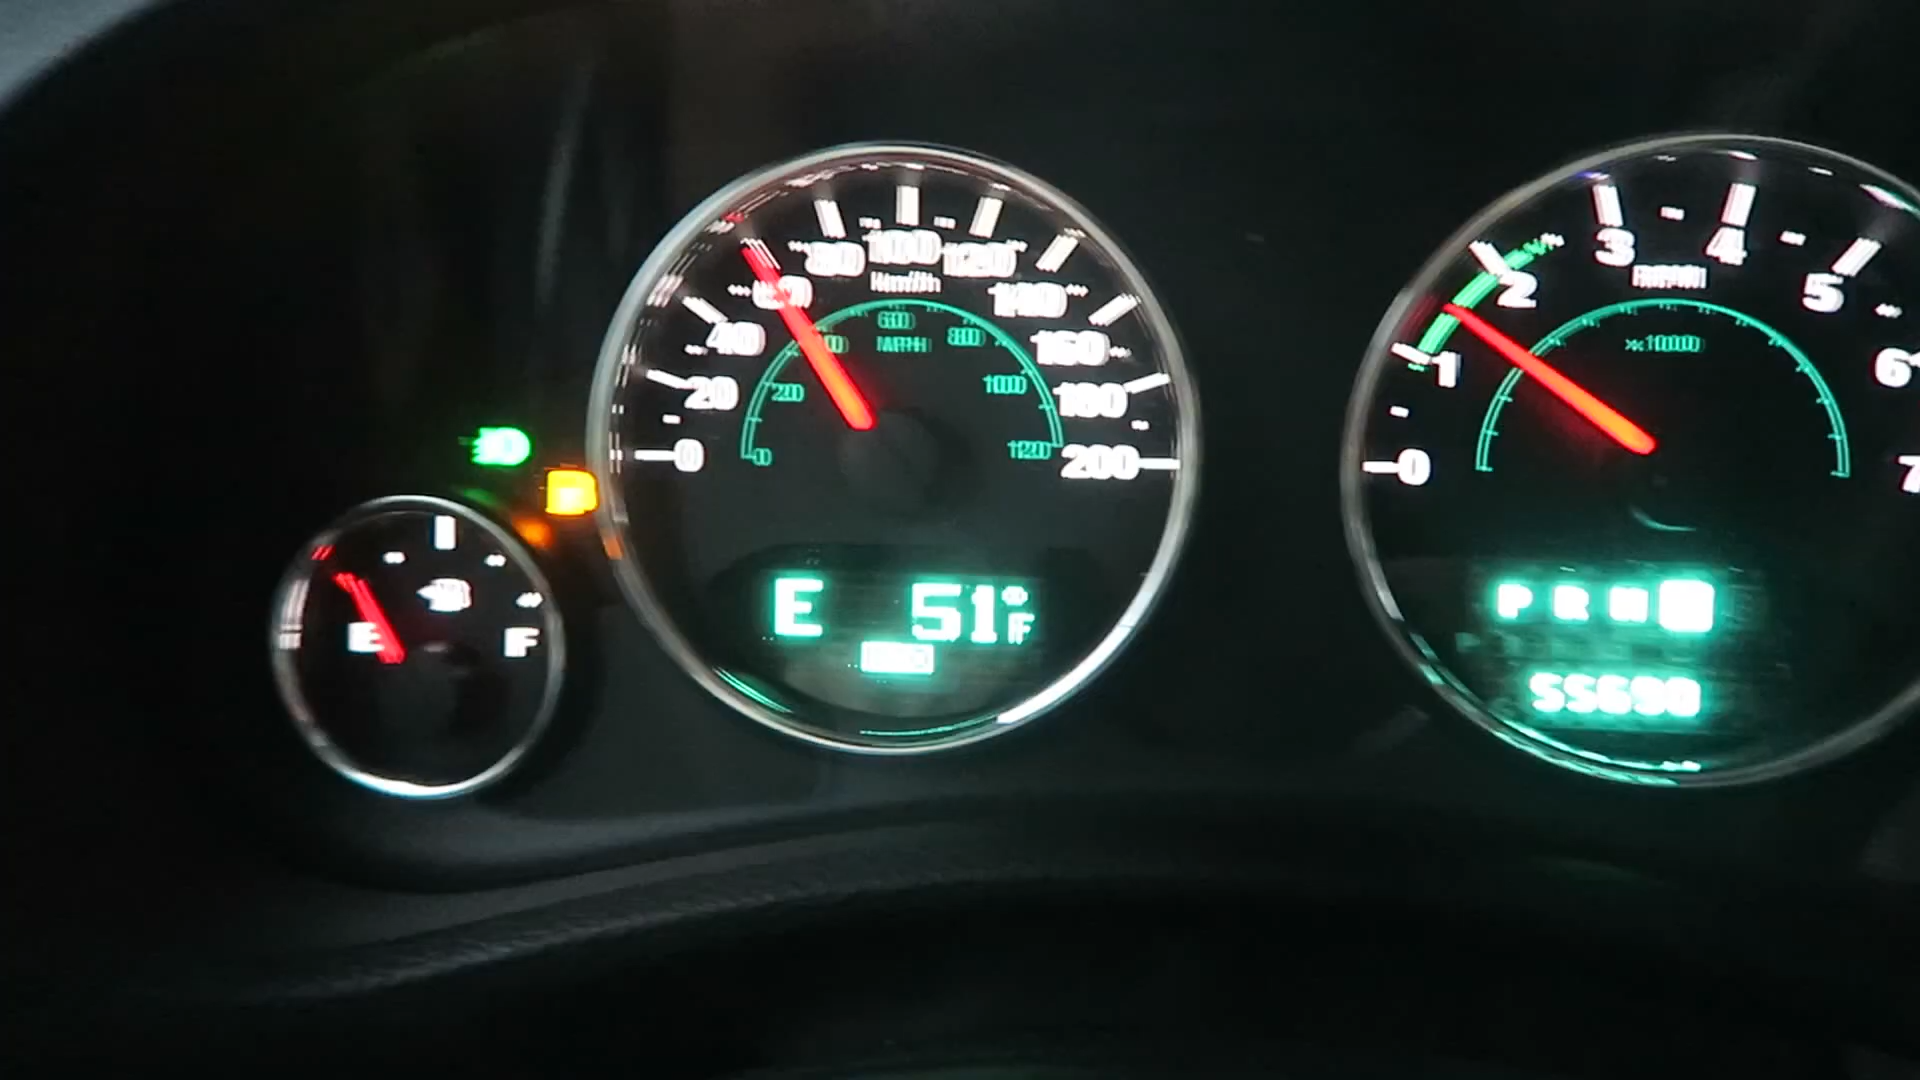 0 20 40 60 80 100 120 140 160 180 200
km/h
MPH
0 20 40 60 80 100 120
E F
E 51°F
0 1 2 3 4 5 6 7
RPM
x 1000
P R N
55690